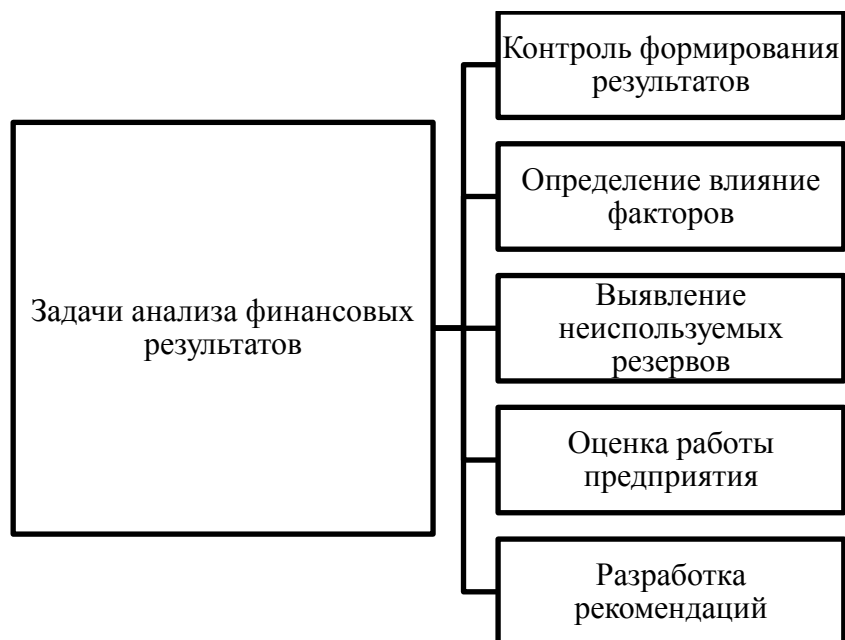 Задачи анализа финансовых
результатов
Контроль формирования
результатов
Определение влияние
факторов
Выявление
неиспользуемых
резервов
Оценка работы
предприятия
Разработка
рекомендаций